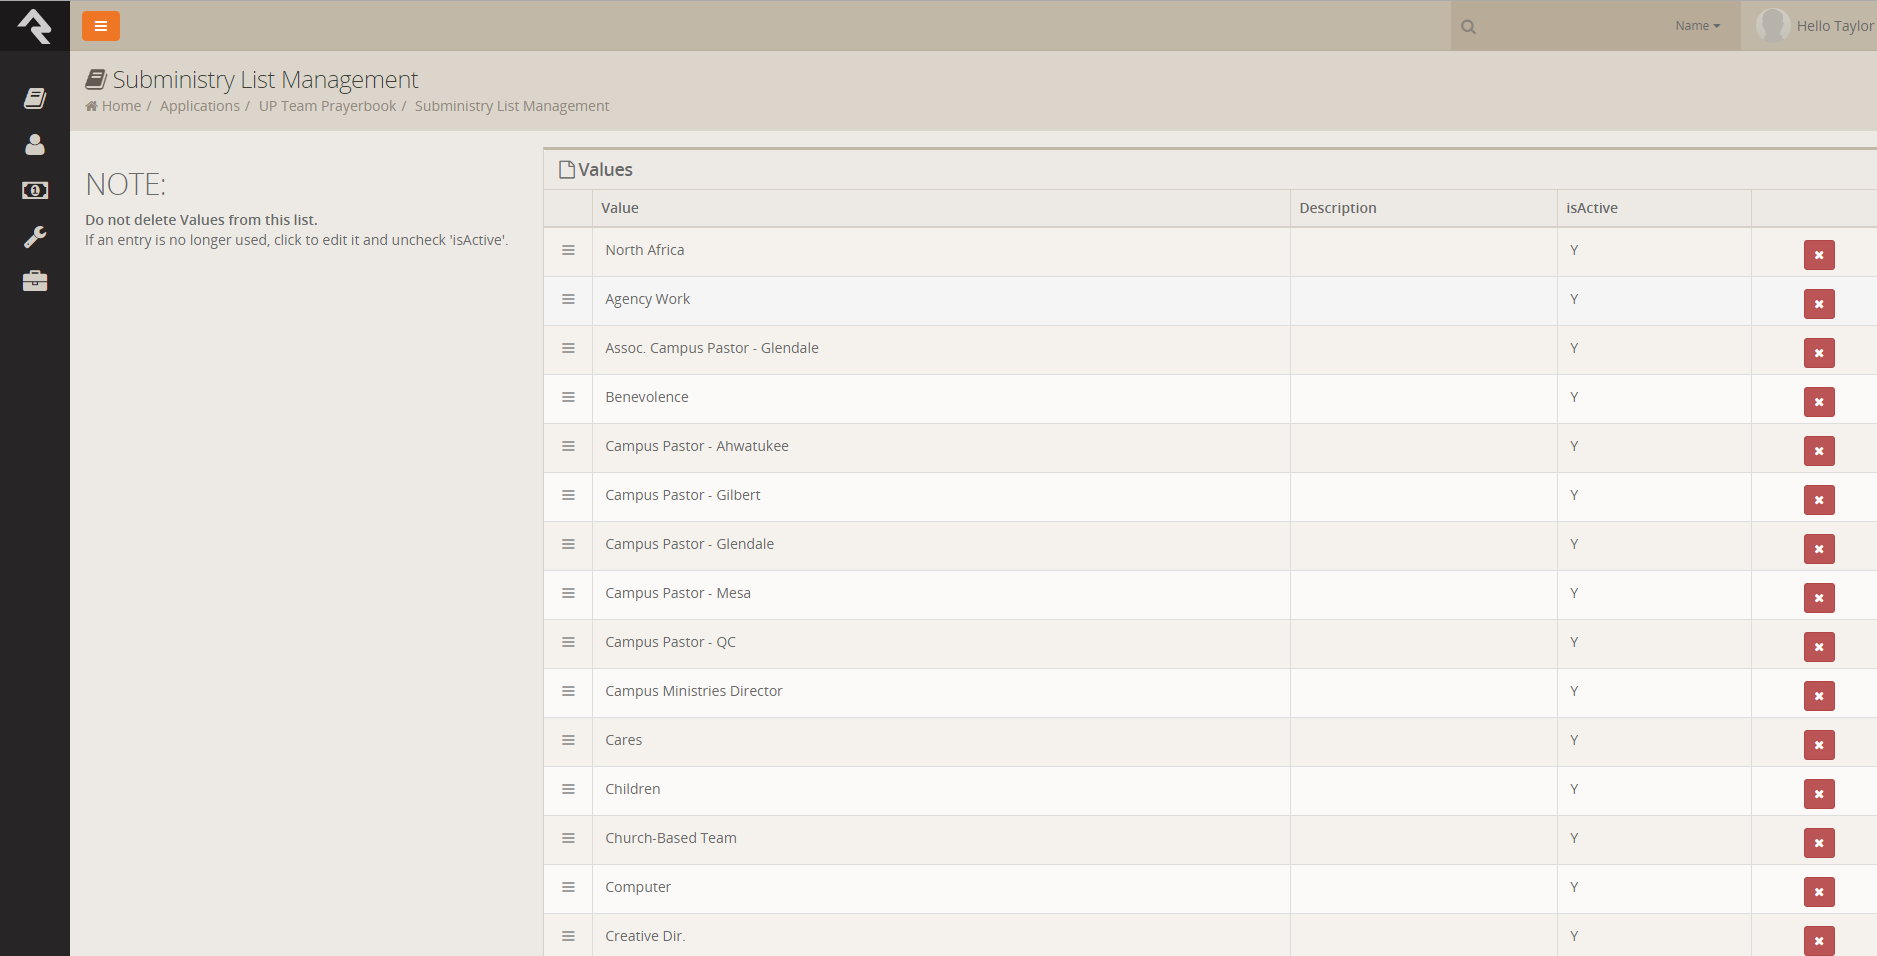 Name
Hello Taylor
Subministry List Management
Home / Applications / UP Team Prayerbook / Subministry List Management
NOTE:
Do not delete Values from this list.
If an entry is no longer used, click to edit it and uncheck 'isActive'.
Values
Value Description isActive
North Africa Y
Agency Work Y
Assoc. Campus Pastor - Glendale Y
Benevolence Y
Campus Pastor - Ahwatukee Y
Campus Pastor - Gilbert Y
Campus Pastor - Glendale Y
Campus Pastor - Mesa Y
Campus Pastor - QC Y
Campus Ministries Director Y
Cares Y
Children Y
Church-Based Team Y
Computer Y
Creative Dir. Y